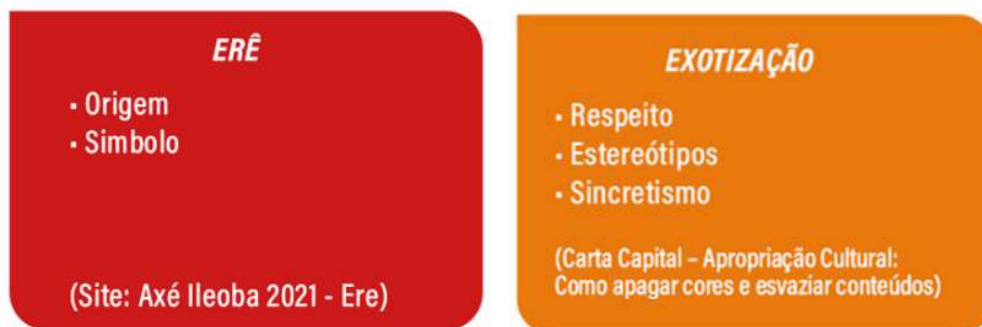 ERÊ
• Origem
• Simbolo
(Site: Axé Ileoba 2021 - Ere)
EXOTIZAÇÃO
• Respeito
• Estereótipos
• Sincretismo
(Carta Capital – Apropriação Cultural:
Como apagar cores e esvaziar conteúdos)